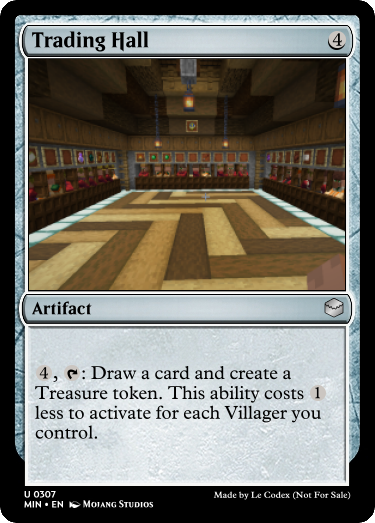 Trading Hall 4
Artifact
4, T: Draw a card and create a
Treasure token. This ability costs 1
less to activate for each Villager you
control.
U 0307
MIN • EN Mojang Studios
Made by Le Codex (Not For Sale)